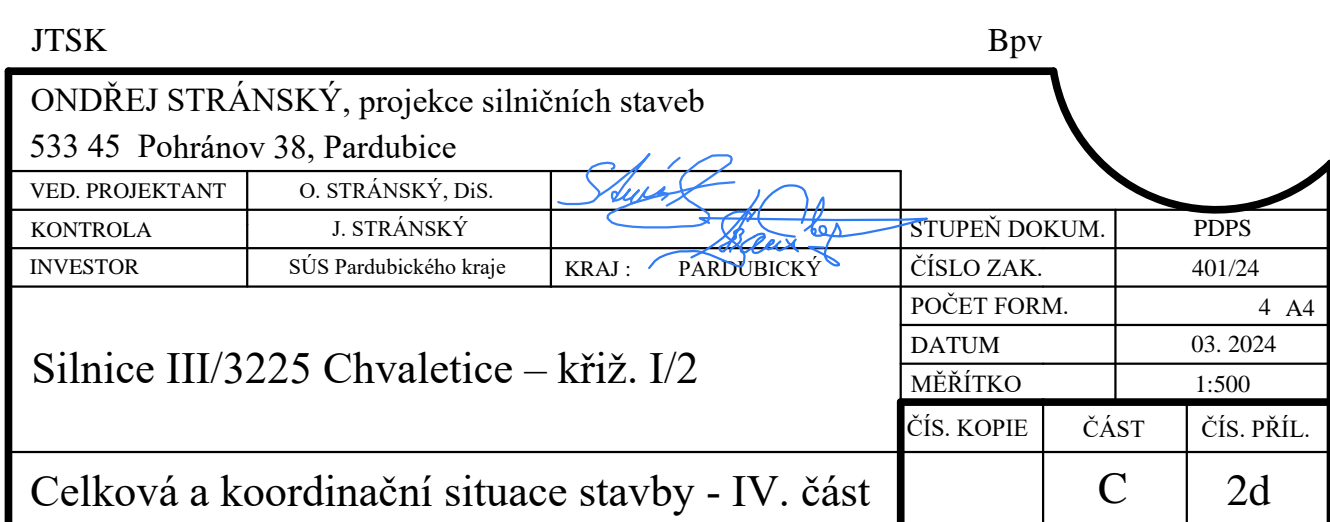 JTSK Bpv
ONDŘEJ STRÁNSKÝ, projekce silničních staveb
533 45 Pohránov 38, Pardubice
VED. PROJEKTANT O. STRÁNSKÝ, DiS.
KONTROLA J. STRÁNSKÝ STUPEŇ DOKUM. PDPS
INVESTOR SÚS Pardubického kraje KRAJ : PARDUBICKÝ ČÍSLO ZAK. 401/24
POČET FORM. 4 A4
DATUM 03. 2024
Silnice III/3225 Chvaletice – křiž. I/2
MĚŘÍTKO 1:500
ČÍS. KOPIE ČÁST ČÍS. PŘÍL.
Celková a koordinační situace stavby - IV. část C 2d